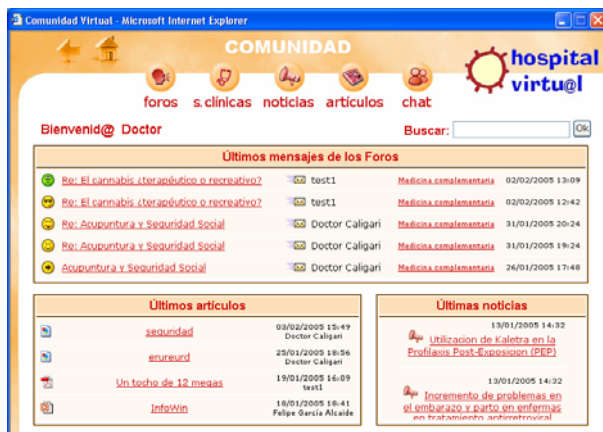 Comunidad Virtual - Microsoft Internet Explorer
COMUNIDAD
hospital
virtu@l
foros s.clínicas noticias artículos chat
Bienvenid@ Doctor
Buscar: Ok
Últimos mensajes de los Foros
Re: El cannabis ¿terapéutico o recreativo? test1 Medicina complementaria 02/02/2005 13:09
Re: El cannabis ¿terapéutico o recreativo? test1 Medicina complementaria 02/02/2005 12:42
Re: Acupuntura y Seguridad Social Doctor Caligari Medicina complementaria 31/01/2005 20:24
Re: Acupuntura y Seguridad Social Doctor Caligari Medicina complementaria 31/01/2005 19:24
Acupuntura y Seguridad Social Doctor Caligari Medicina complementaria 26/01/2005 17:48
Últimos artículos
seguridad 03/02/2005 15:49
Doctor Caligari
erureurd 25/01/2005 18:56
Doctor Caligari
Un tocho de 12 megas 19/01/2005 16:09
test1
InfoWin 18/01/2005 18:41
Felipe García Alcaide
Últimas noticias
13/01/2005 14:32
Utilizacion de Kaletra en la
Profilaxis Post-Exposicion (PEP)
13/01/2005 14:32
Incremento de problemas en
el embarazo y parto en enfermas
en tratamiento antirretroviral